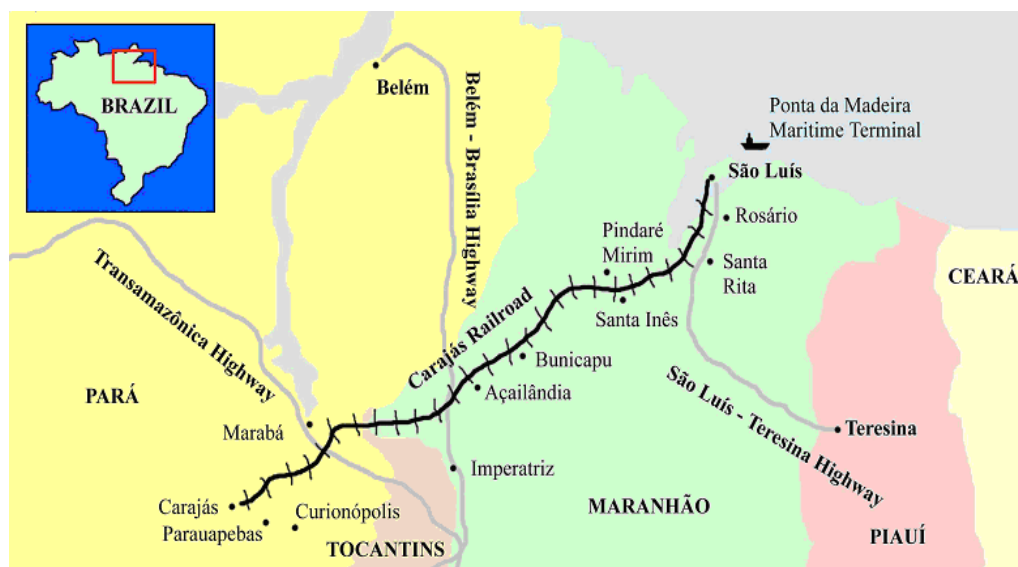 BRAZIL
Belém
Belém - Brasília Highway
Ponta da Madeira
Maritime Terminal
São Luís
Rosário
Pindaré
Mirim
Santa
Rita
CEARÁ
Transamazônica Highway
Carajás Railroad
Santa Inês
Bunicapu
Açailândia
São Luís - Teresina Highway
PARÁ
Marabá
Teresina
Imperatriz
Carajás
Parauapebas
Curionópolis
MARANHÃO
TOCANTINS
PIAUÍ